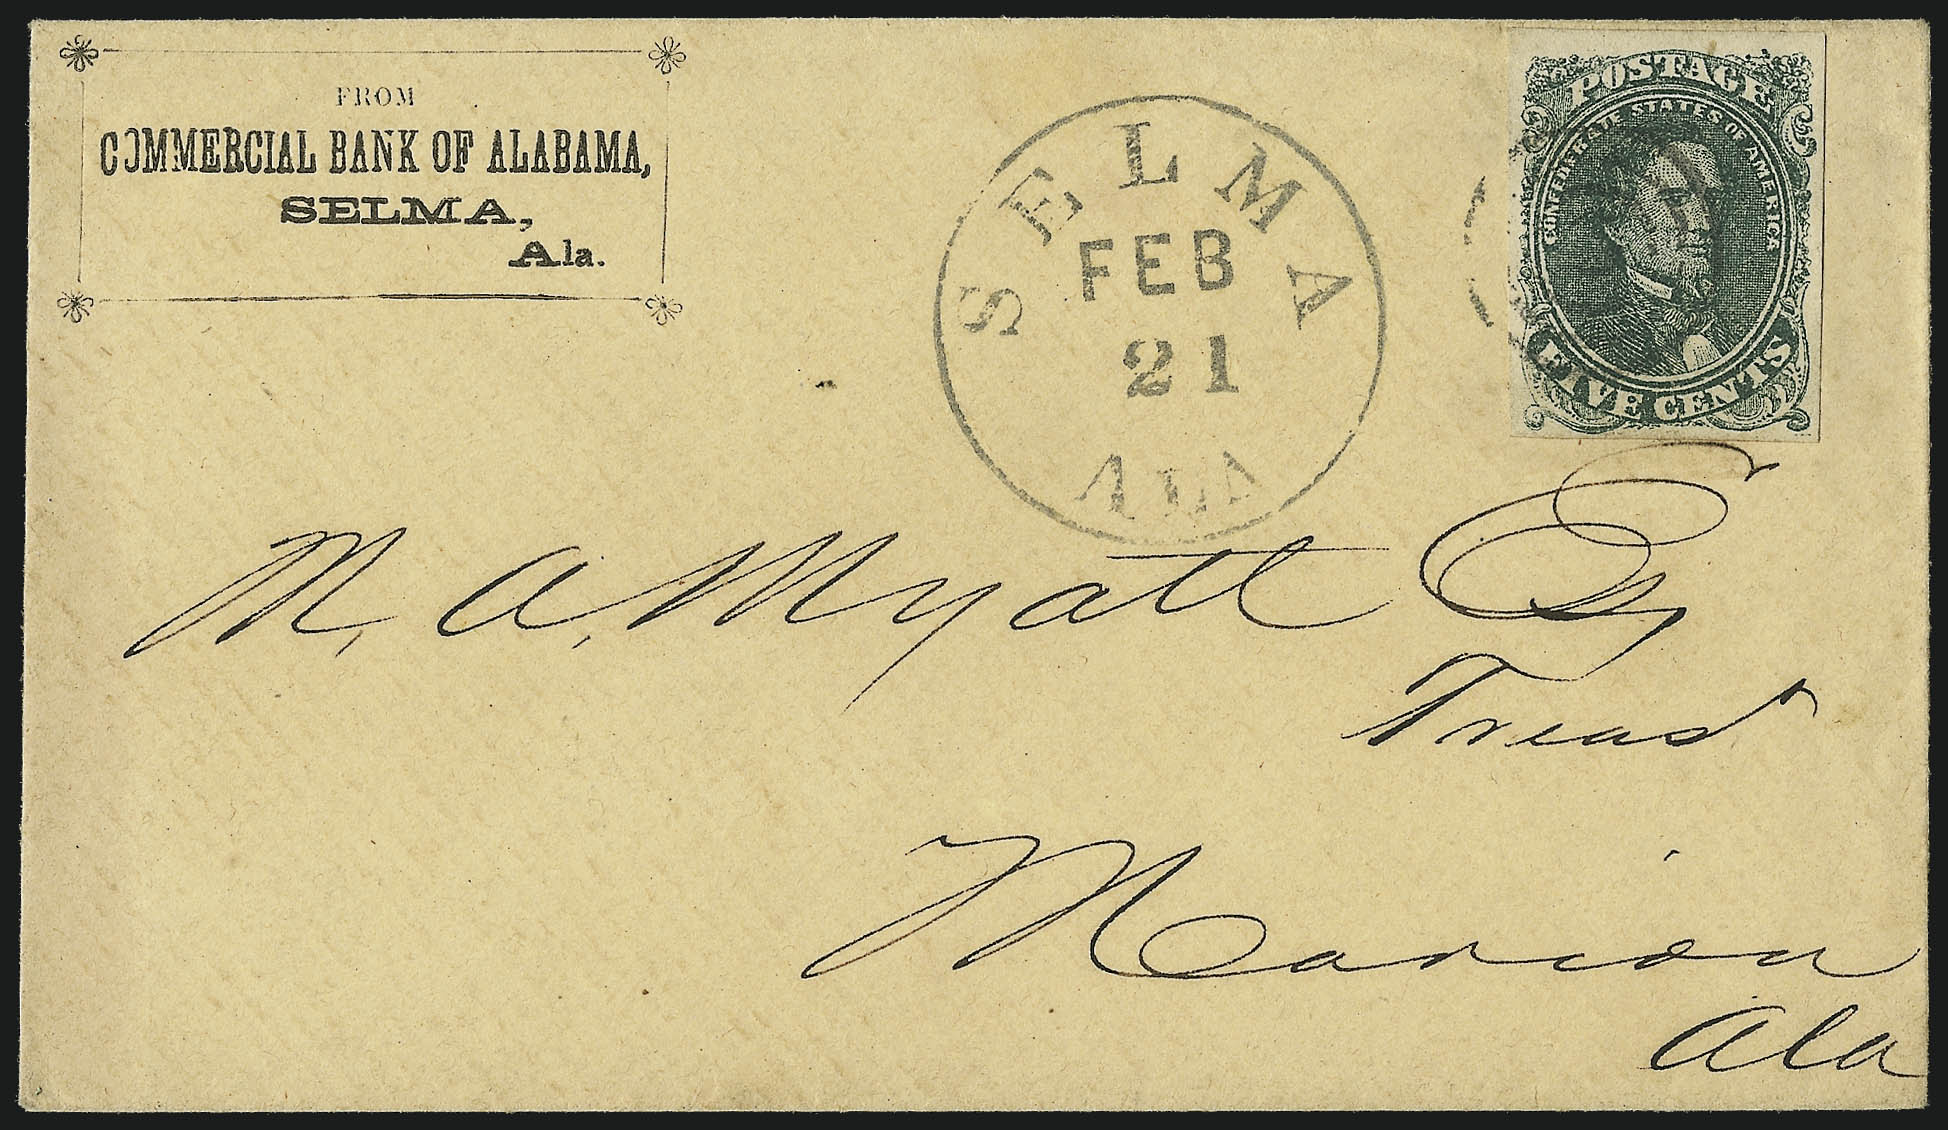 FROM
COMMERCIAL BANK OF ALABAMA,
SELMA,
Ala.
SELMA
FEB
21
ALA
POSTAGE
CONFEDERATE STATES OF AMERICA
FIVE CENTS
M. A. Myatt Esq
Treas
Marion
Ala